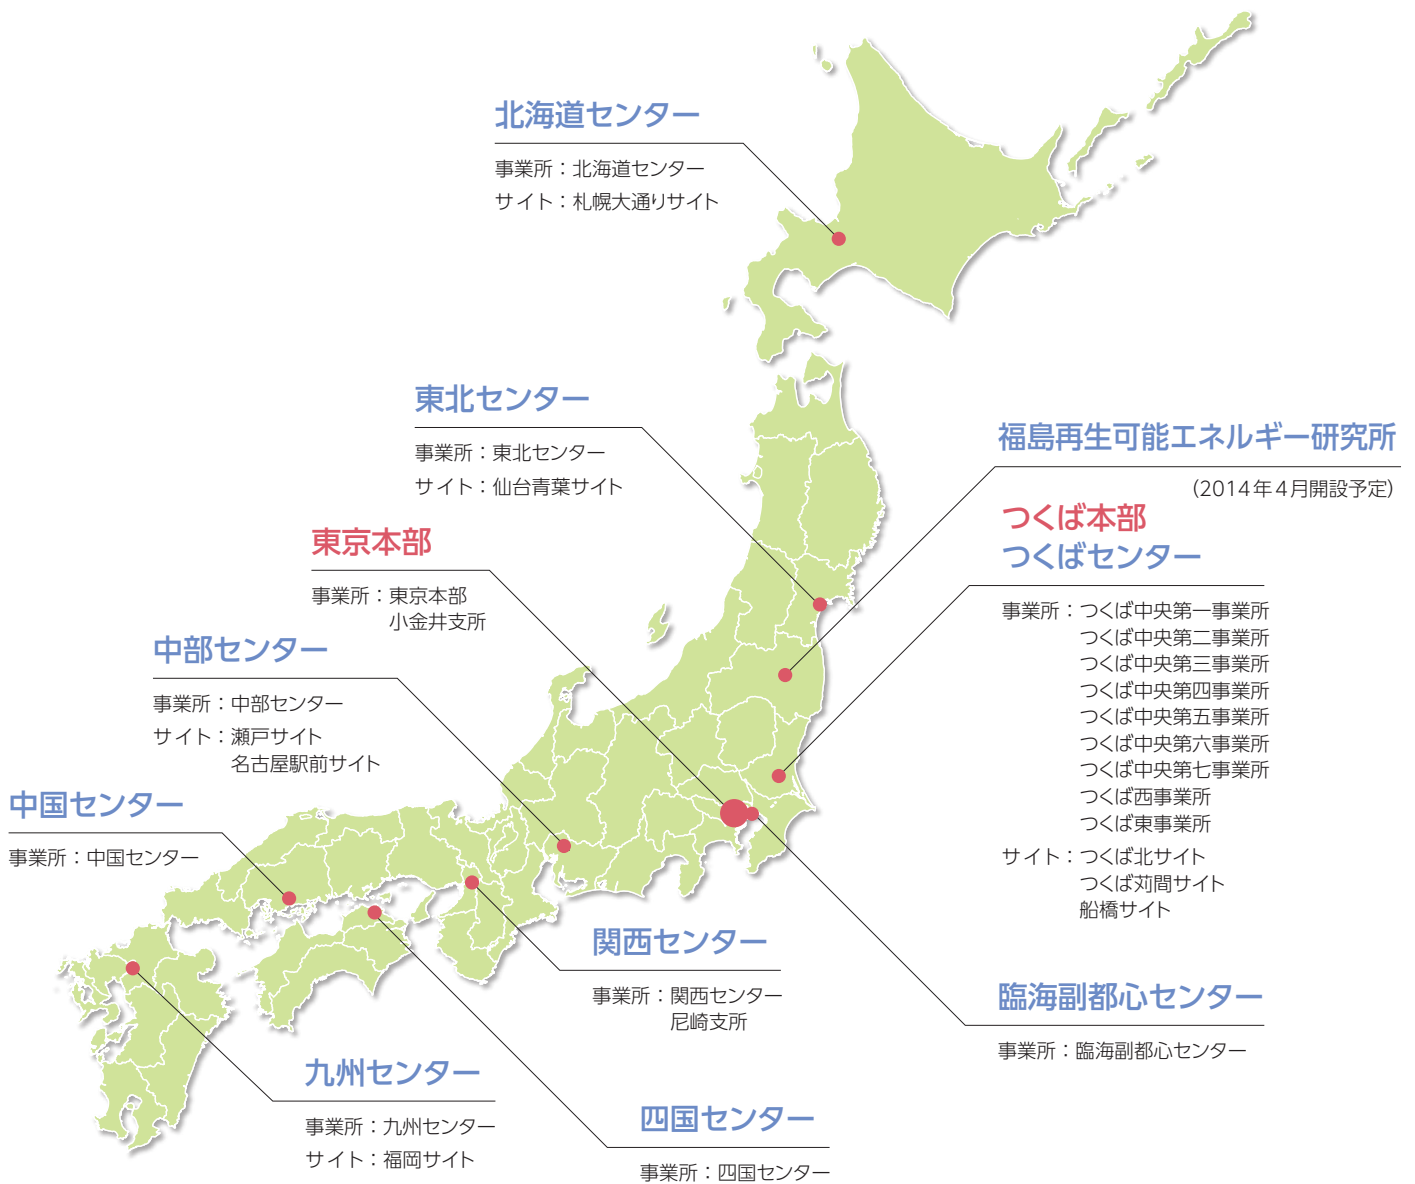 北海道センター
事業所：北海道センター
サイト：札幌大通りサイト
東北センター
事業所：東北センター
サイト：仙台青葉サイト
福島再生可能エネルギー研究所
（2014年4月開設予定）
東京本部
事業所：東京本部
小金井支所
つくば本部
つくばセンター
事業所：つくば中央第一事業所
つくば中央第二事業所
つくば中央第三事業所
つくば中央第四事業所
つくば中央第五事業所
つくば中央第六事業所
つくば中央第七事業所
つくば西事業所
つくば東事業所
サイト：つくば北サイト
つくば苅間サイト
船橋サイト
中部センター
事業所：中部センター
サイト：瀬戸サイト
名古屋駅前サイト
中国センター
事業所：中国センター
関西センター
事業所：関西センター
尼崎支所
臨海副都心センター
事業所：臨海副都心センター
九州センター
事業所：九州センター
サイト：福岡サイト
四国センター
事業所：四国センター